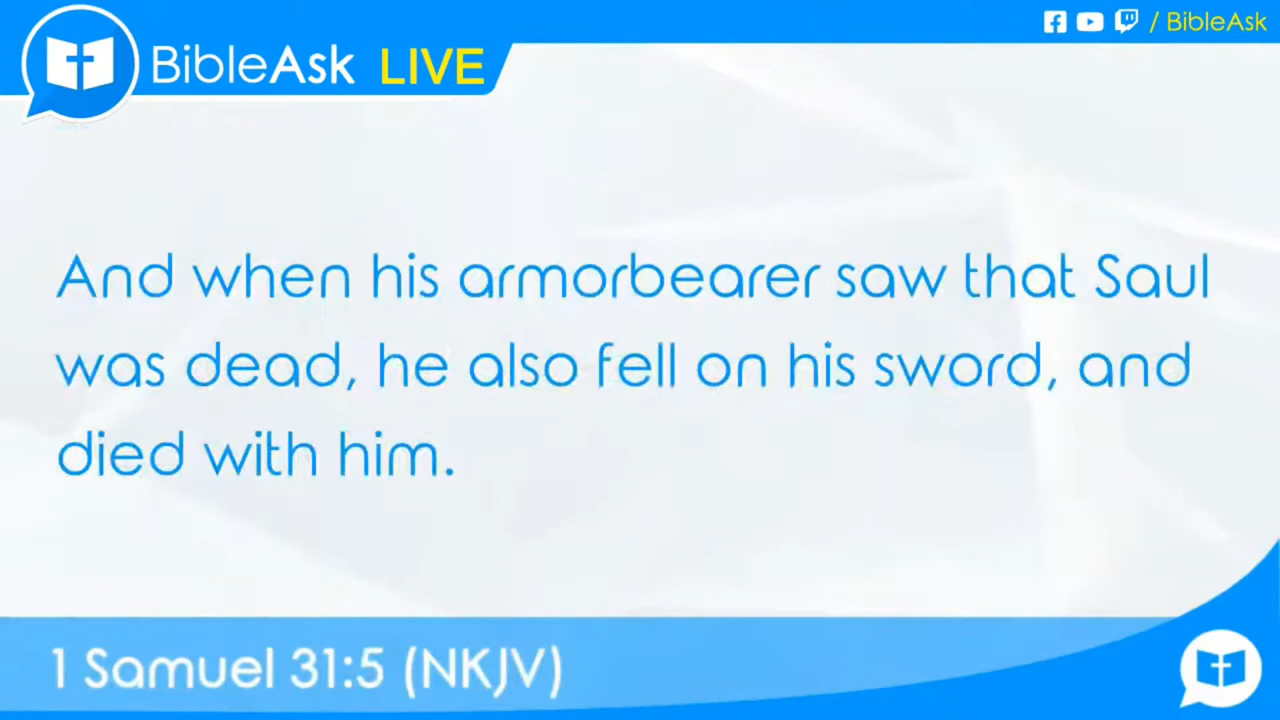 BibleAsk LIVE
/ BibleAsk
And when his armorbearer saw that Saul
was dead, he also fell on his sword, and
died with him.
1 Samuel 31:5 (NKJV)